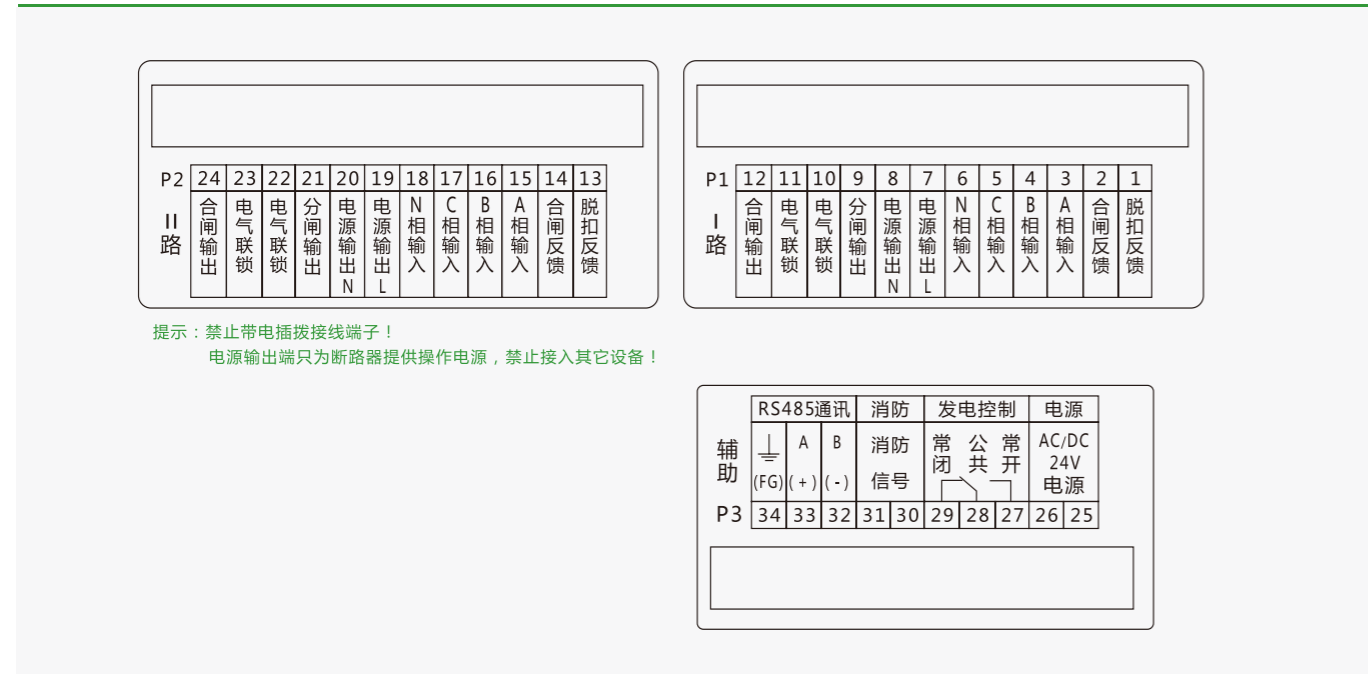 P2 24 23 22 21 20 19 18 17 16 15 14 13
II路 合闸输出 电气联锁 电气联锁 分闸输出 电源输出N 电源输出L N相输入 C相输入 B相输入 A相输入 合闸反馈 脱扣反馈
P1 12 11 10 9 8 7 6 5 4 3 2 1
I路 合闸输出 电气联锁 电气联锁 分闸输出 电源输出N 电源输出L N相输入 C相输入 B相输入 A相输入 合闸反馈 脱扣反馈
提示：禁止带电插拨接线端子！
电源输出端只为断路器提供操作电源，禁止接入其它设备！
RS485通讯 消防 发电控制 电源
辅助 (FG) A(+) B(-) 消防信号 常闭 公共 常开 AC/DC 24V 电源
P3 34 33 32 31 30 29 28 27 26 25